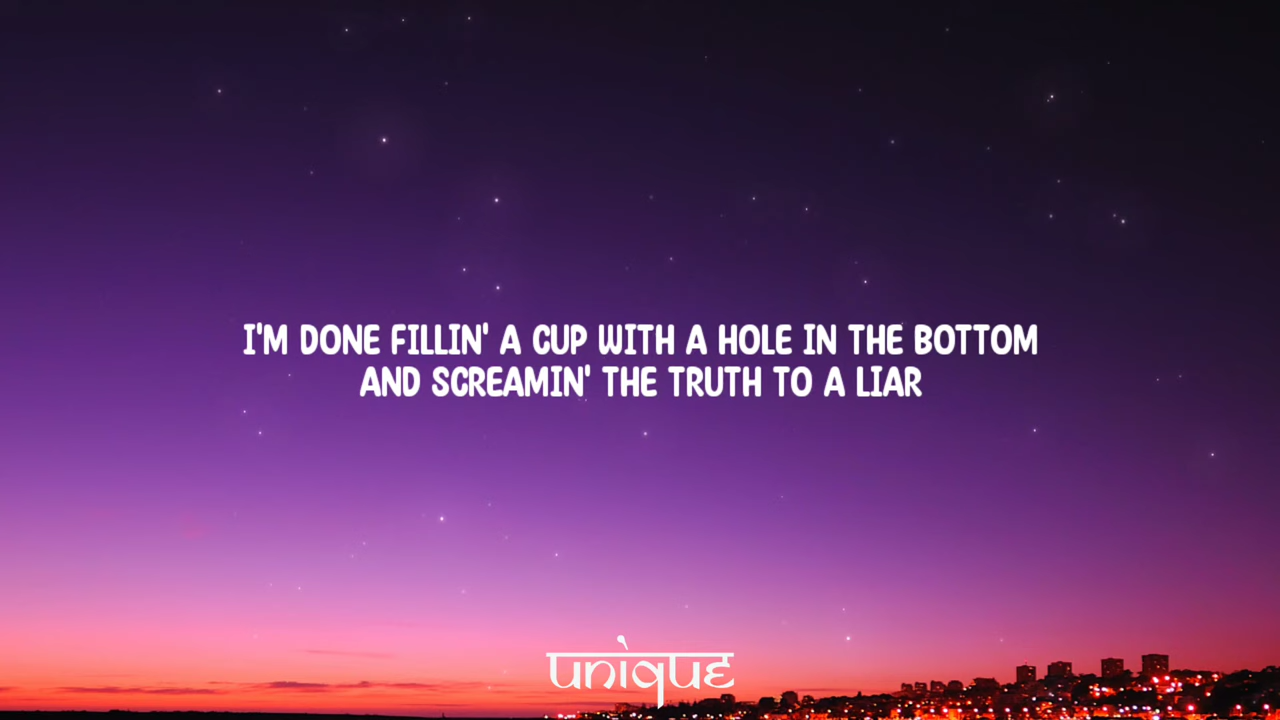 I'M DONE FILLIN' A CUP WITH A HOLE IN THE BOTTOM
AND SCREAMIN' THE TRUTH TO A LIAR
unique